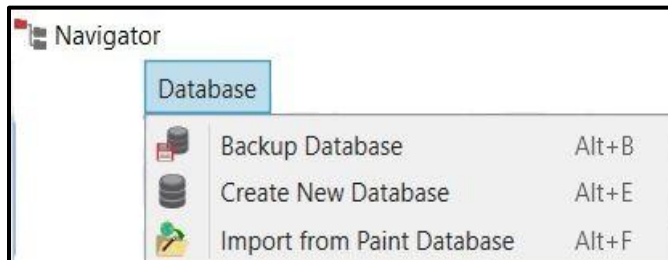 Navigator
Database
Backup Database Alt+B
Create New Database Alt+E
Import from Paint Database Alt+F